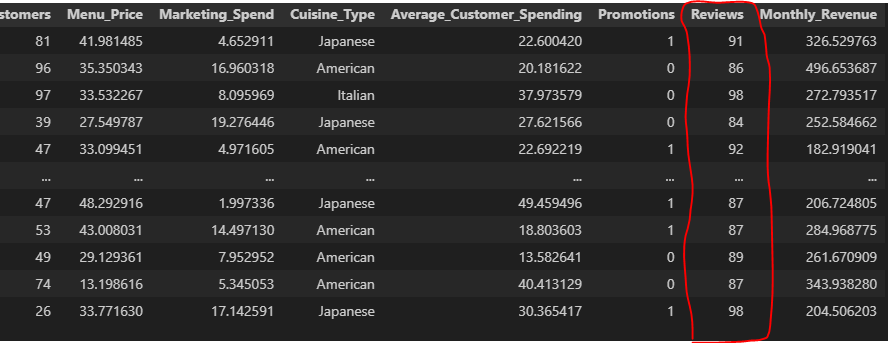 stomers Menu_Price Marketing_Spend Cuisine_Type Average_Customer_Spending Promotions Reviews Monthly_Revenue
81 41.981485 4.652911 Japanese 22.600420 1 91 326.529763
96 35.350343 16.960318 American 20.181622 0 86 496.653687
97 33.532267 8.095969 Italian 37.973579 0 98 272.793517
39 27.549787 19.276446 Japanese 27.621566 0 84 252.584662
47 33.099451 4.971605 American 22.692219 1 92 182.919041
... ... ... ... ... ... ... ...
47 48.292916 1.997336 Japanese 49.459496 1 87 206.724805
53 43.008031 14.497130 American 18.803603 1 87 284.968775
49 29.129361 7.952952 American 13.582641 0 89 261.670909
74 13.198616 5.345053 American 40.413129 0 87 343.938280
26 33.771630 17.142591 Japanese 30.365417 1 98 204.506203